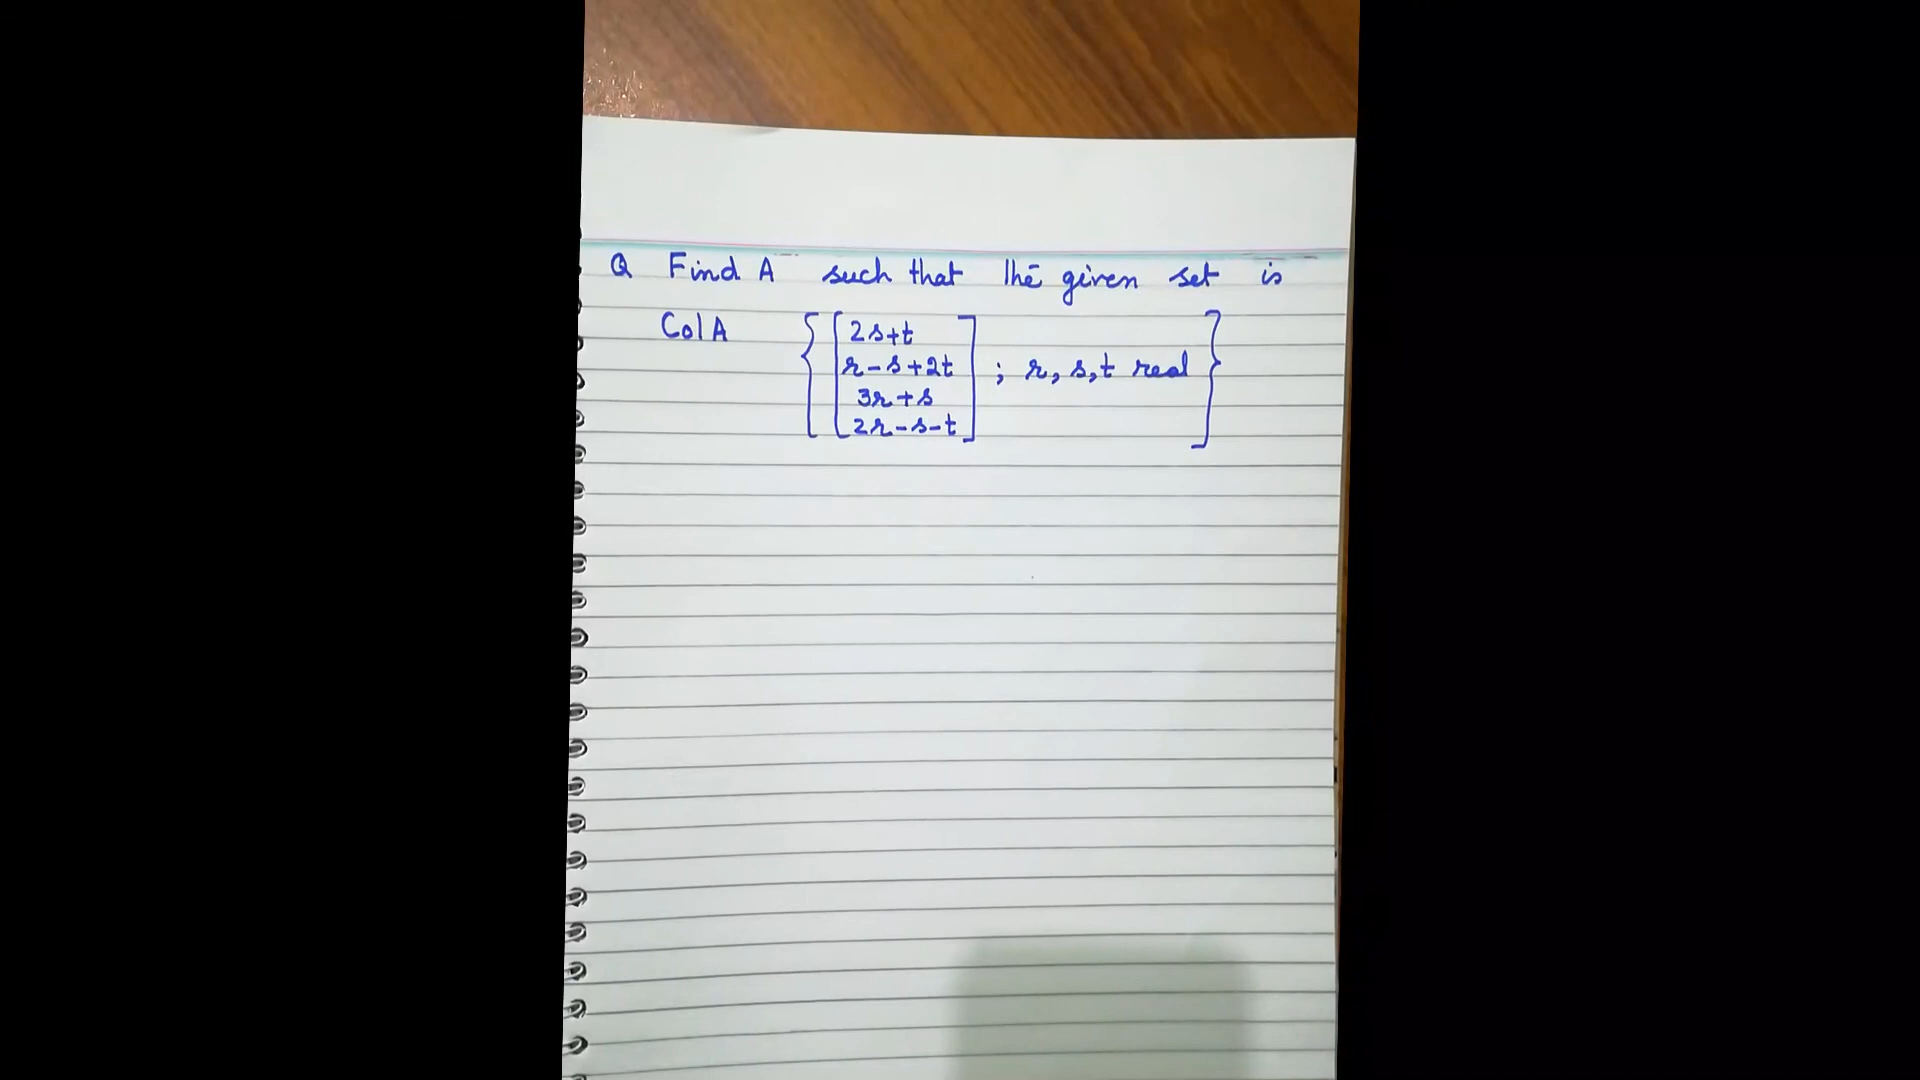 Q Find A such that the given set is
Col A { [ 2s+t
r-s+2t ; r, s, t real }
3r+s
2r-s-t ]